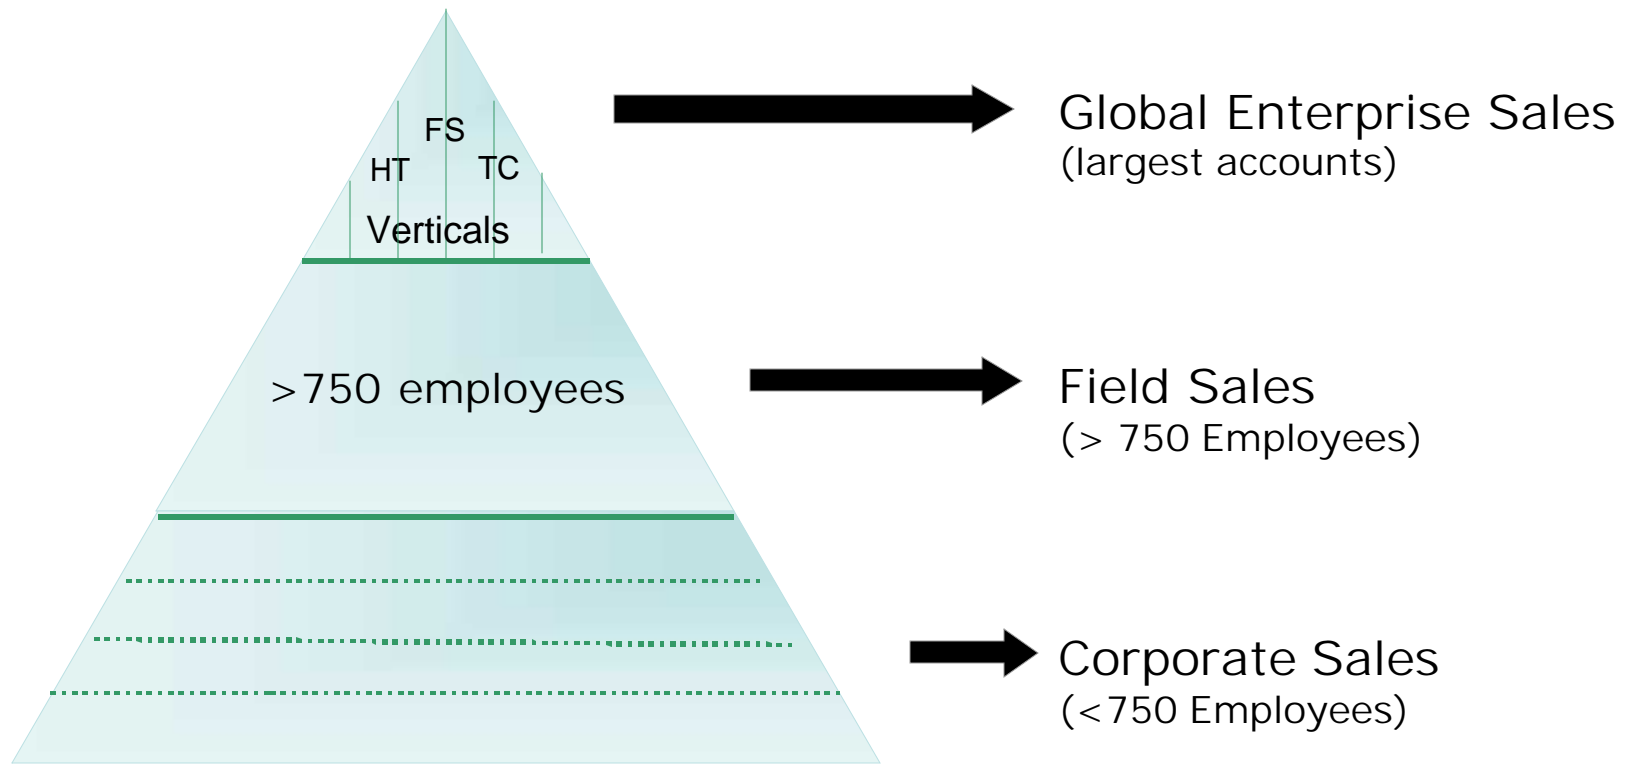 FS
HT TC
Verticals
Global Enterprise Sales
(largest accounts)
>750 employees
Field Sales
(> 750 Employees)
Corporate Sales
(<750 Employees)